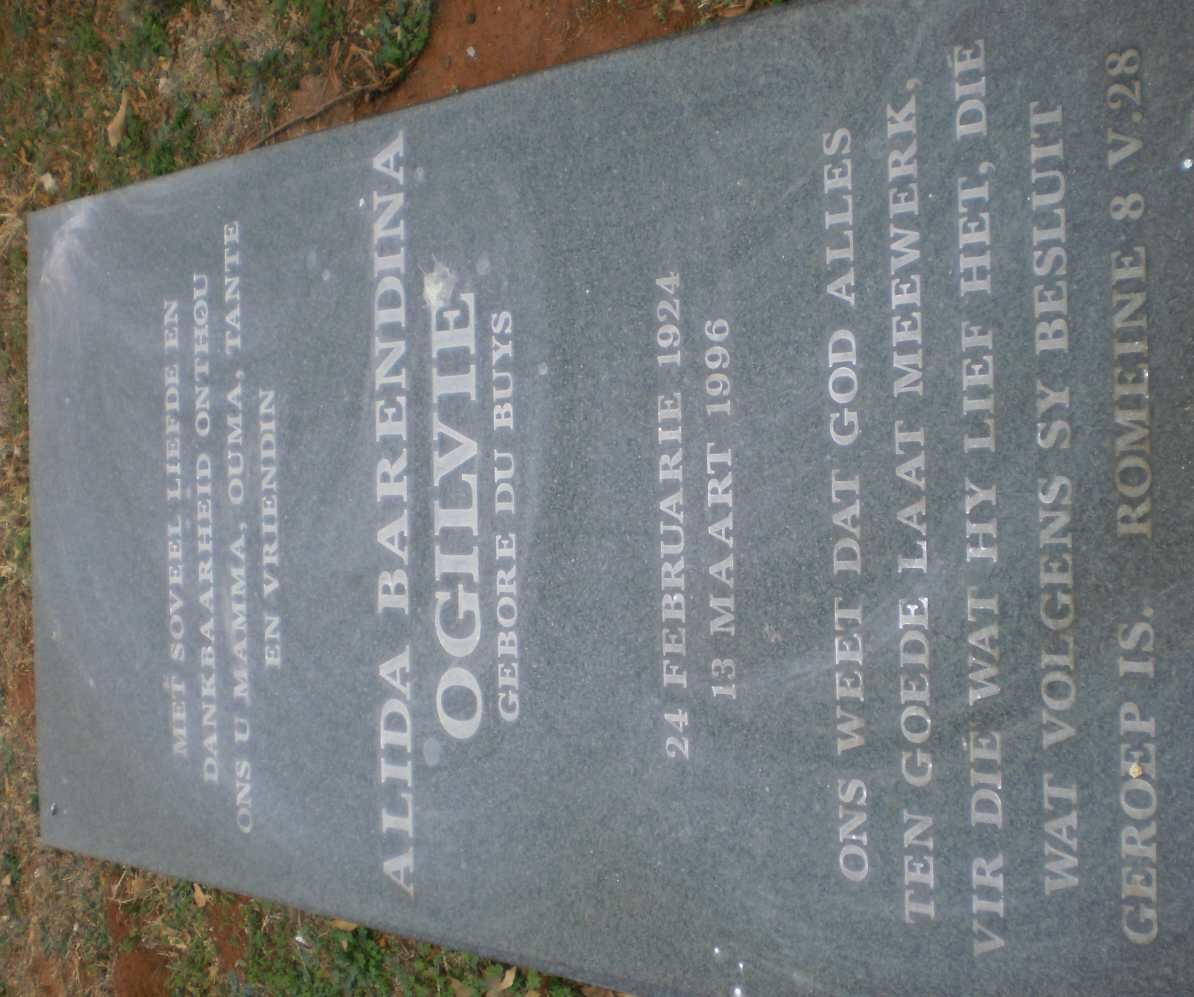 MET SOVEEL LIEFDE EN
DANKBAARHEID ONTHOU
ONS U MAMMA, OUMA, TANTE
EN VRIENDIN
ALIDA BARENDINA
OGILVIE
GEBORE DU BUYS
24 FEBRUARIE 1924
13 MAART 1996
ONS WEET DAT GOD ALLES
TEN GOEDE LAAT MEEWERK,
VIR DIE WAT HY LIEF HET, DIÉ
WAT VOLGENS SY BESLUIT
GEROEP IS. ROMEINE 8 V.28